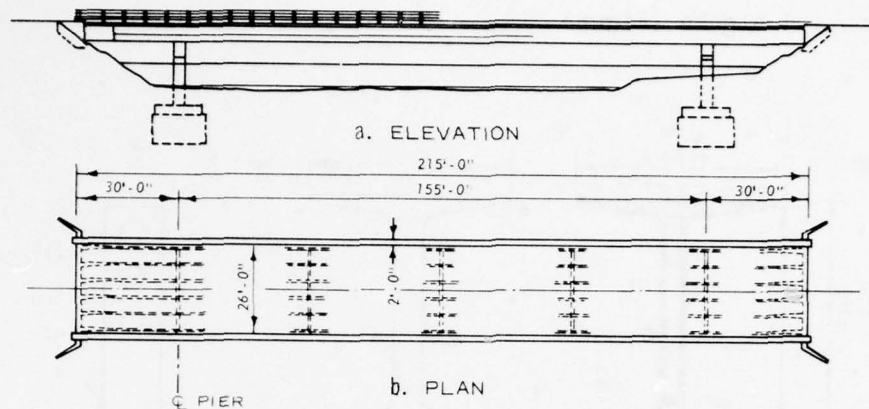 a. ELEVATION
215'-0"
30'-0" 155'-0" 30'-0"
26'-0"
2'-0"
b. PLAN
℄ PIER